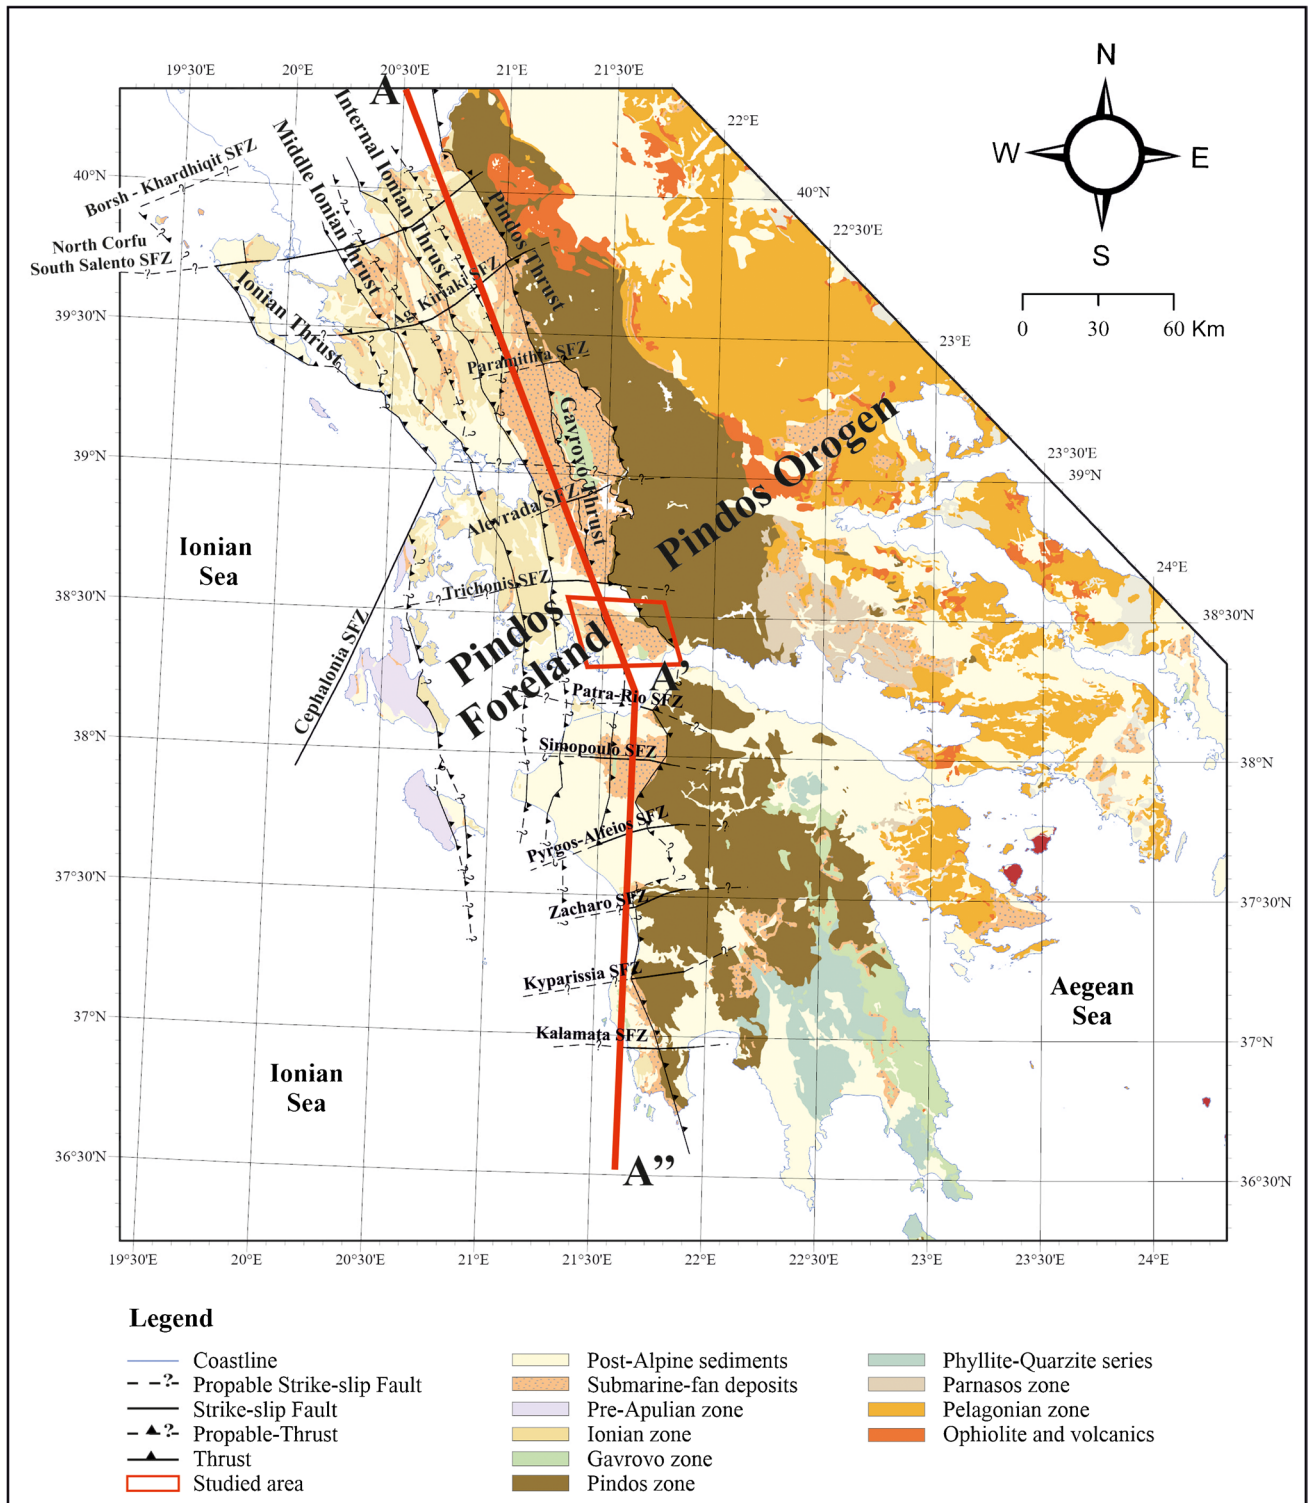 N
W
E
S
0 30 60 Km
19°30'E 20°E 20°30'E 21°E 21°30'E
22°E
40°N
22°30'E
23°E
23°30'E
39°N
24°E
38°30'N
38°N
37°30'N
37°N
36°30'N
40°N
39°30'N
39°N
38°30'N
38°N
37°30'N
37°N
36°30'N
A
Internal Ionian Thrust
Middle Ionian Thrust
Borsh - Khardhiqit SFZ
North Corfu
South Salento SFZ
Pindos Thrust
Ionian Thrust
Ag. Kiriaki SFZ
Paramithia SFZ
Gavrovo Thrust
Pindos Orogen
Alevrada SFZ
Ionian
Sea
Trichonis SFZ
Pindos
Foreland
Cephalonia SFZ
A'
Patra-Rio SFZ
Simopoulo SFZ
Pyrgos-Alfeios SFZ
Zacharo SFZ
Kyparissia SFZ
Aegean
Sea
Kalamata SFZ
Ionian
Sea
A”
19°30'E 20°E 20°30'E 21°E 21°30'E 22°E 22°30'E 23°E 23°30'E 24°E
Legend
Coastline
Propable Strike-slip Fault
Strike-slip Fault
Propable-Thrust
Thrust
Studied area
Post-Alpine sediments
Submarine-fan deposits
Pre-Apulian zone
Ionian zone
Gavrovo zone
Pindos zone
Phyllite-Quarzite series
Parnasos zone
Pelagonian zone
Ophiolite and volcanics